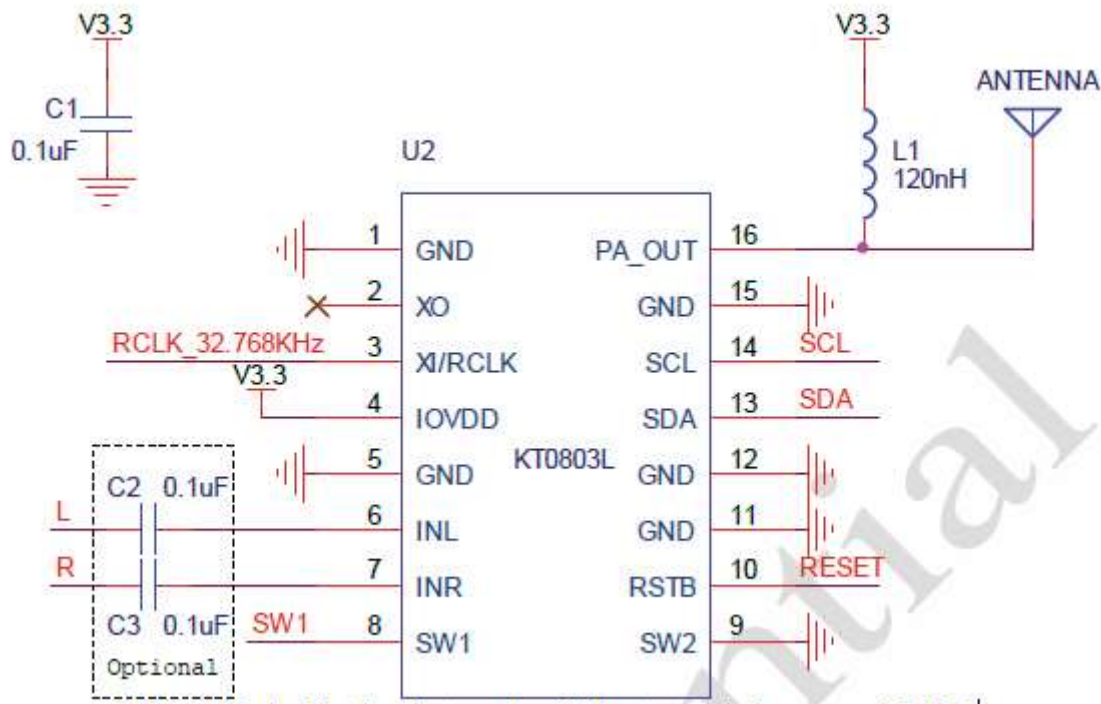 V3.3
C1
0.1uF
V3.3
ANTENNA
L1
120nH
U2
1 GND
PA_OUT 16
2 XO
GND 15
RCLK_32.768KHz 3 XI/RCLK
SCL 14 SCL
V3.3
4 IOVDD
SDA 13 SDA
KT0803L
5 GND
GND 12
C2 0.1uF
L 6 INL
GND 11
R 7 INR
RSTB 10 RESET
C3 0.1uF
SW1 8 SW1
SW2 9
Optional